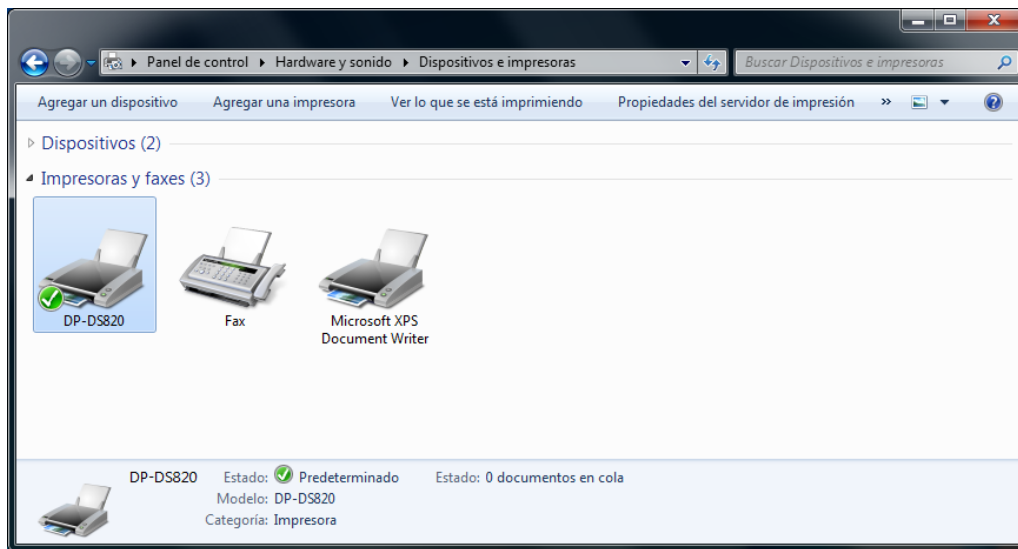 Panel de control Hardware y sonido Dispositivos e impresoras Buscar Dispositivos e impresoras
Agregar un dispositivo Agregar una impresora Ver lo que se está imprimiendo Propiedades del servidor de impresión »
Dispositivos (2)
Impresoras y faxes (3)
DP-DS820 Fax Microsoft XPS
Document Writer
DP-DS820 Estado: Predeterminado Estado: 0 documentos en cola
Modelo: DP-DS820
Categoría: Impresora